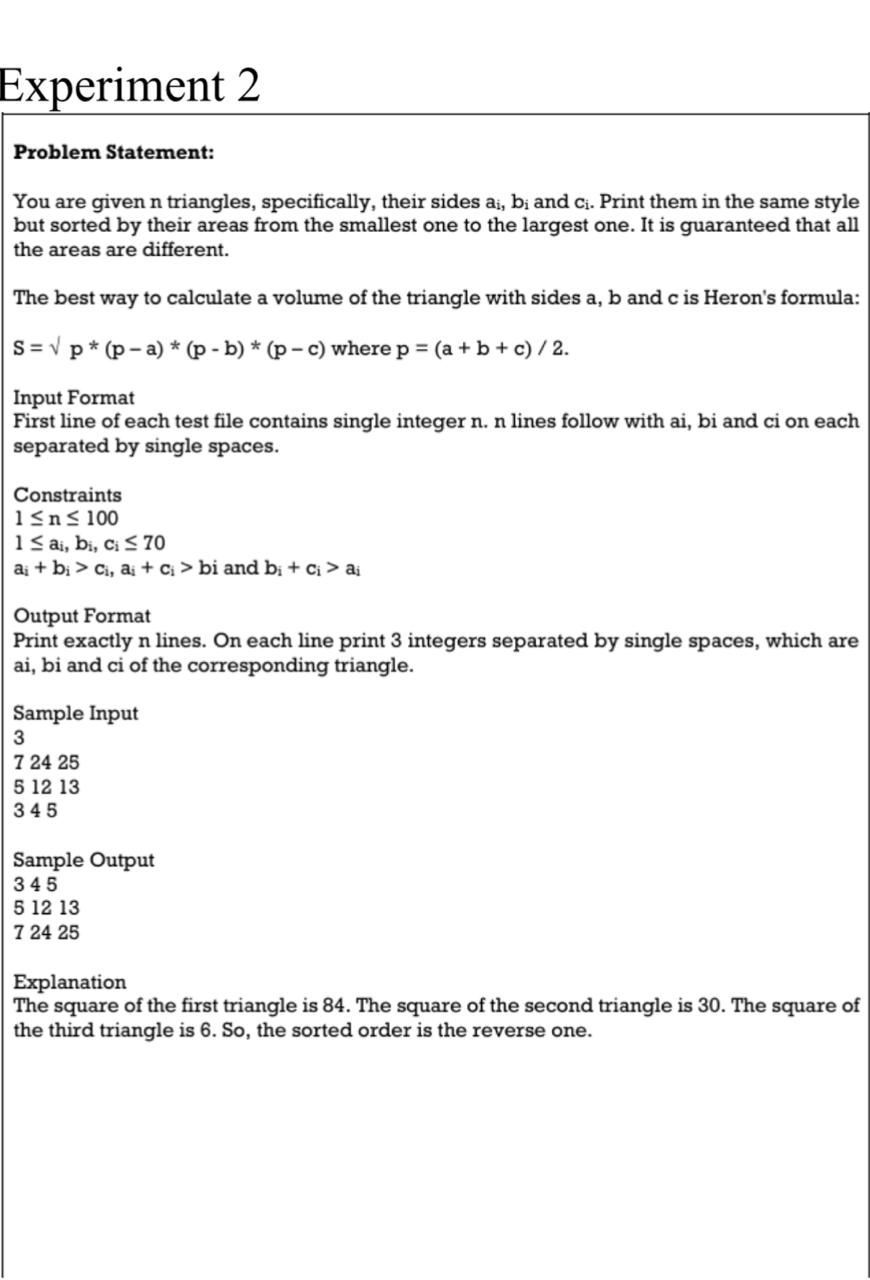 Experiment 2
Problem Statement:
You are given n triangles, specifically, their sides aᵢ, bᵢ and cᵢ. Print them in the same style
but sorted by their areas from the smallest one to the largest one. It is guaranteed that all
the areas are different.
The best way to calculate a volume of the triangle with sides a, b and c is Heron's formula:
S = √ p * (p – a) * (p - b) * (p – c) where p = (a + b + c) / 2.
Input Format
First line of each test file contains single integer n. n lines follow with ai, bi and ci on each
separated by single spaces.
Constraints
1 ≤ n ≤ 100
1 ≤ aᵢ, bᵢ, cᵢ ≤ 70
aᵢ + bᵢ > cᵢ, aᵢ + cᵢ > bi and bᵢ + cᵢ > aᵢ
Output Format
Print exactly n lines. On each line print 3 integers separated by single spaces, which are
ai, bi and ci of the corresponding triangle.
Sample Input
3
7 24 25
5 12 13
3 4 5
Sample Output
3 4 5
5 12 13
7 24 25
Explanation
The square of the first triangle is 84. The square of the second triangle is 30. The square of
the third triangle is 6. So, the sorted order is the reverse one.